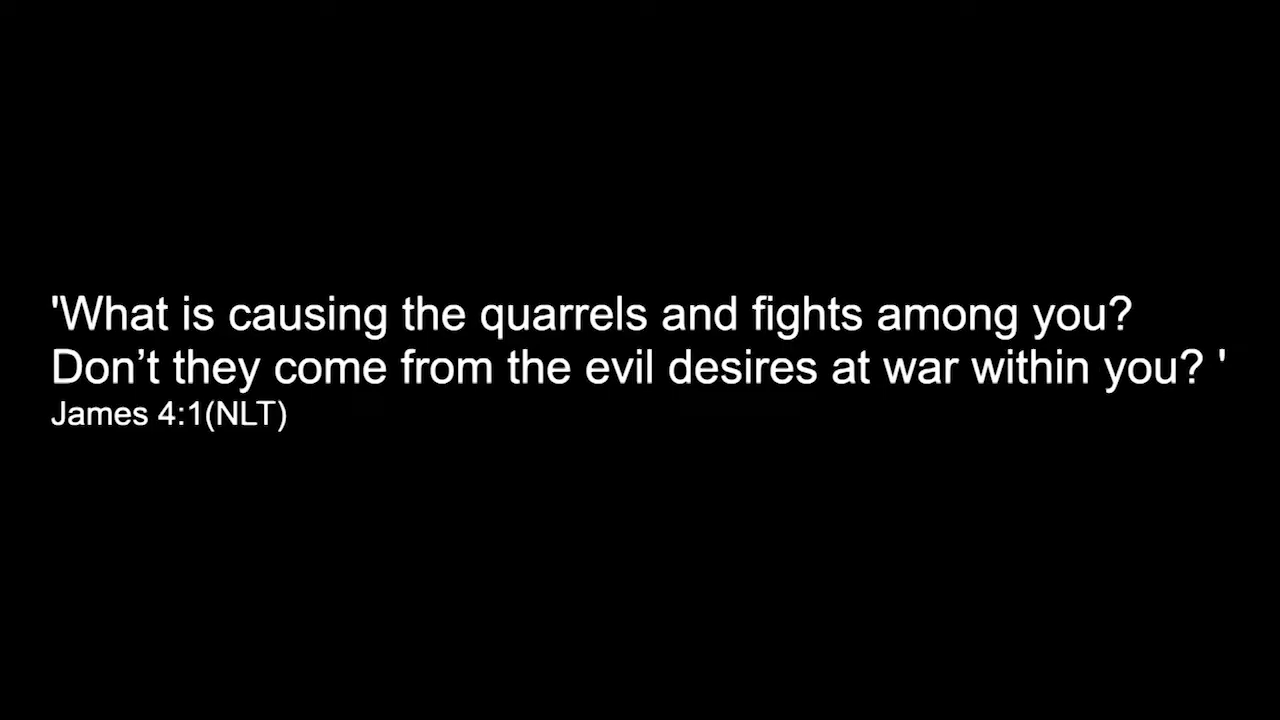 'What is causing the quarrels and fights among you?
Don’t they come from the evil desires at war within you? '
James 4:1(NLT)